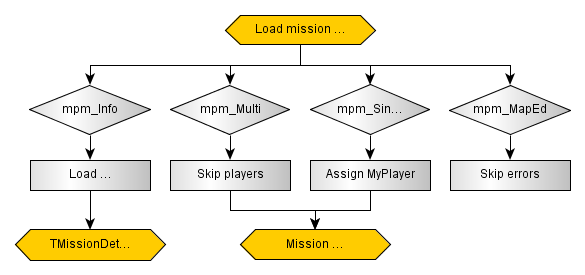 Load mission ...
mpm_Info
mpm_Multi
mpm_Sin...
mpm_MapEd
Load ...
Skip players
Assign MyPlayer
Skip errors
TMissionDet...
Mission ...